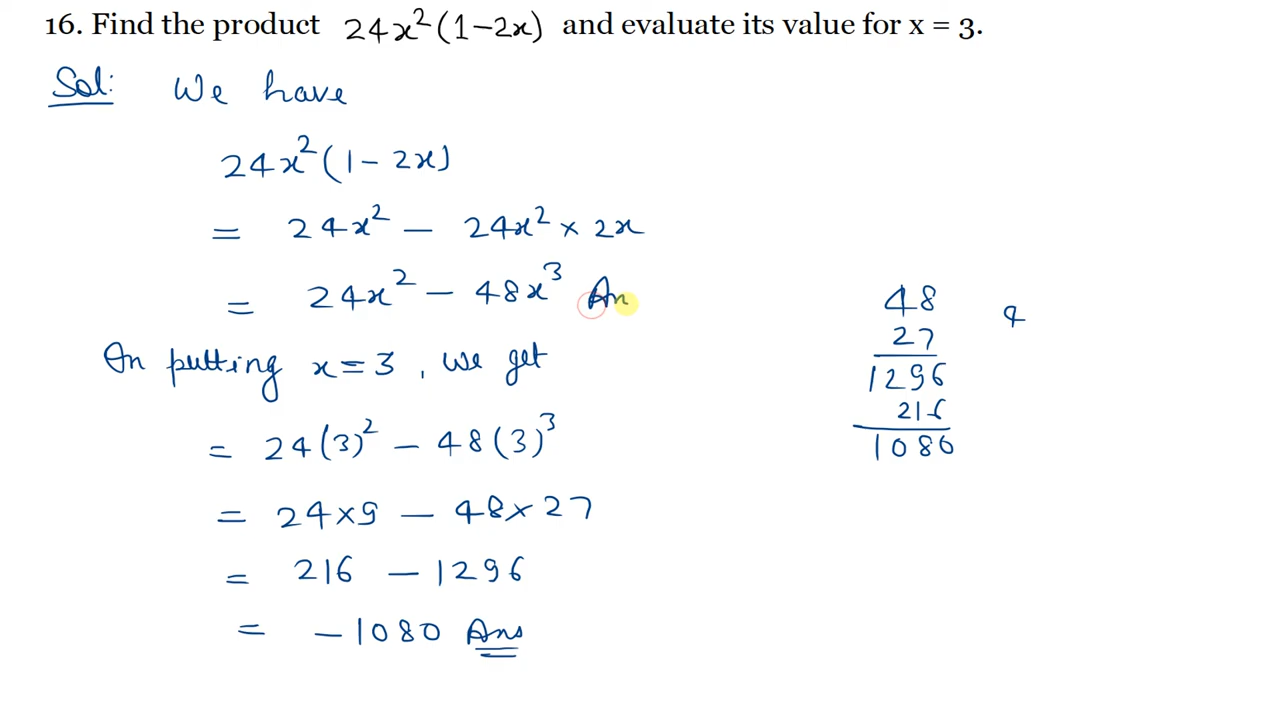 16. Find the product 24x²(1-2x) and evaluate its value for x = 3.
Sol: We have
24x²(1-2x)
= 24x² - 24x² × 2x
= 24x² - 48x³ An
On putting x=3, we get
= 24(3)² - 48(3)³
= 24×9 - 48×27
= 216 - 1296
= -1080 Ans
48
27
1296
216
1080
4